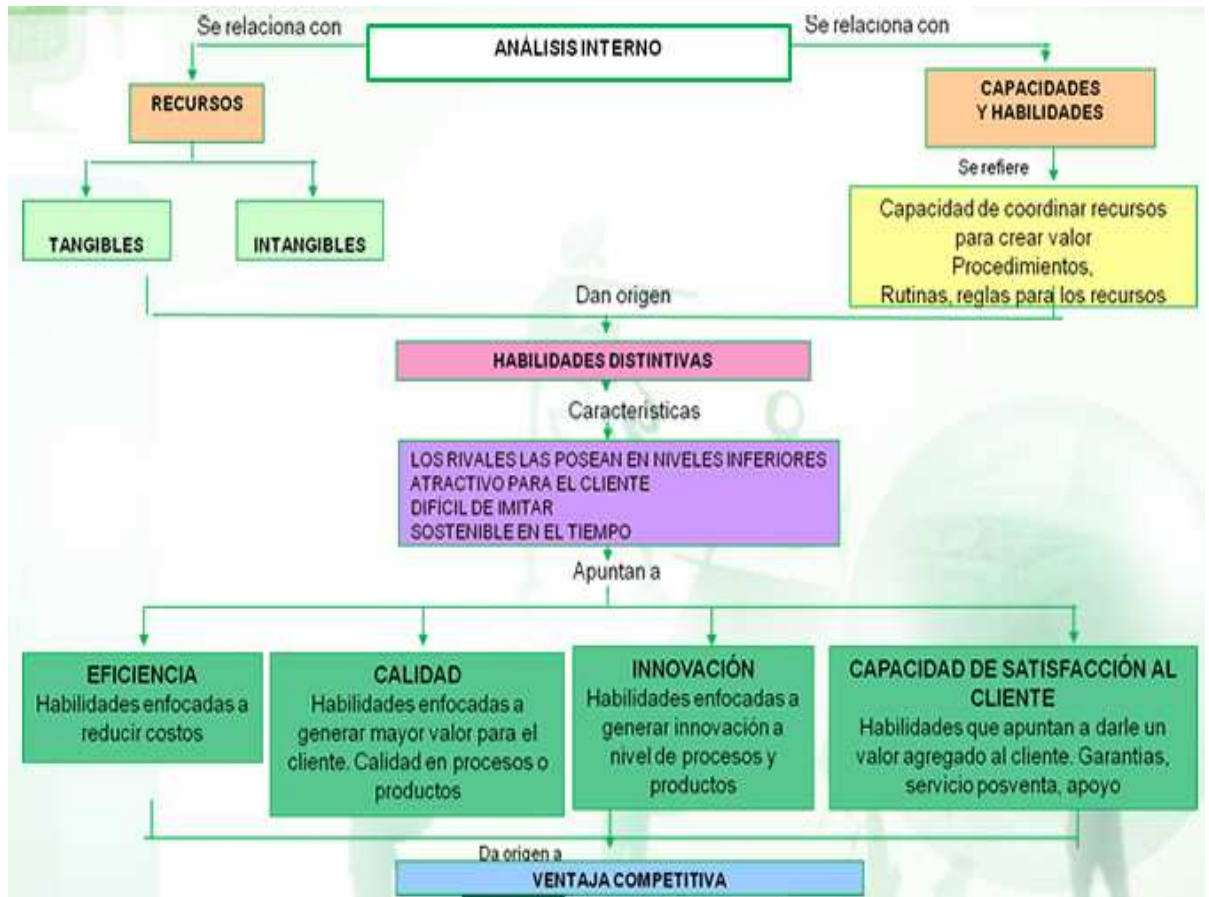 Se relaciona con
ANÁLISIS INTERNO
Se relaciona con
RECURSOS
CAPACIDADES
Y HABILIDADES
Se refiere
TANGIBLES
INTANGIBLES
Capacidad de coordinar recursos
para crear valor
Procedimientos,
Rutinas, reglas para los recursos
Dan origen
HABILIDADES DISTINTIVAS
Características
LOS RIVALES LAS POSEAN EN NIVELES INFERIORES
ATRACTIVO PARA EL CLIENTE
DIFÍCIL DE IMITAR
SOSTENIBLE EN EL TIEMPO
Apuntan a
EFICIENCIA
Habilidades enfocadas a
reducir costos
CALIDAD
Habilidades enfocadas a
generar mayor valor para el
cliente. Calidad en procesos o
productos
INNOVACIÓN
Habilidades enfocadas a
generar innovación a
nivel de procesos y
productos
CAPACIDAD DE SATISFACCIÓN AL
CLIENTE
Habilidades que apuntan a darle un
valor agregado al cliente. Garantias,
servicio posventa, apoyo
Da origen a
VENTAJA COMPETITIVA